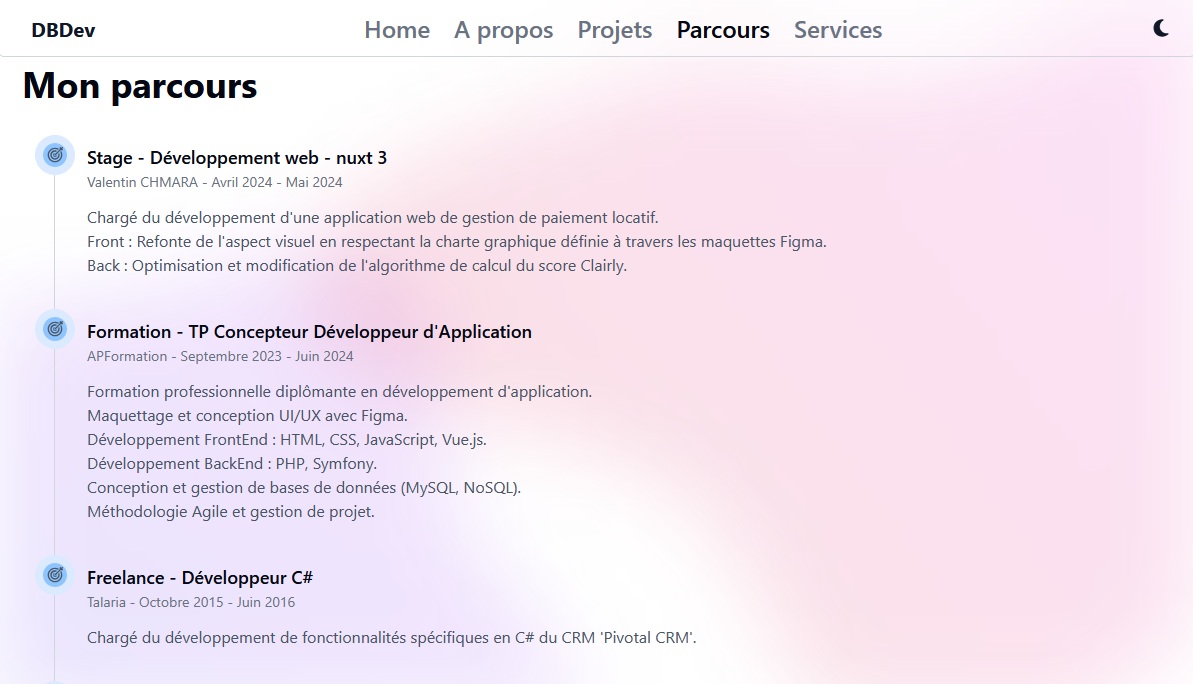 DBDev
Home A propos Projets Parcours Services
Mon parcours
Stage - Développement web - nuxt 3
Valentin CHMARA - Avril 2024 - Mai 2024
Chargé du développement d'une application web de gestion de paiement locatif.
Front : Refonte de l'aspect visuel en respectant la charte graphique définie à travers les maquettes Figma.
Back : Optimisation et modification de l'algorithme de calcul du score Clairly.
Formation - TP Concepteur Développeur d'Application
APFormation - Septembre 2023 - Juin 2024
Formation professionnelle diplômante en développement d'application.
Maquettage et conception UI/UX avec Figma.
Développement FrontEnd : HTML, CSS, JavaScript, Vue.js.
Développement BackEnd : PHP, Symfony.
Conception et gestion de bases de données (MySQL, NoSQL).
Méthodologie Agile et gestion de projet.
Freelance - Développeur C#
Talaria - Octobre 2015 - Juin 2016
Chargé du développement de fonctionnalités spécifiques en C# du CRM 'Pivotal CRM'.